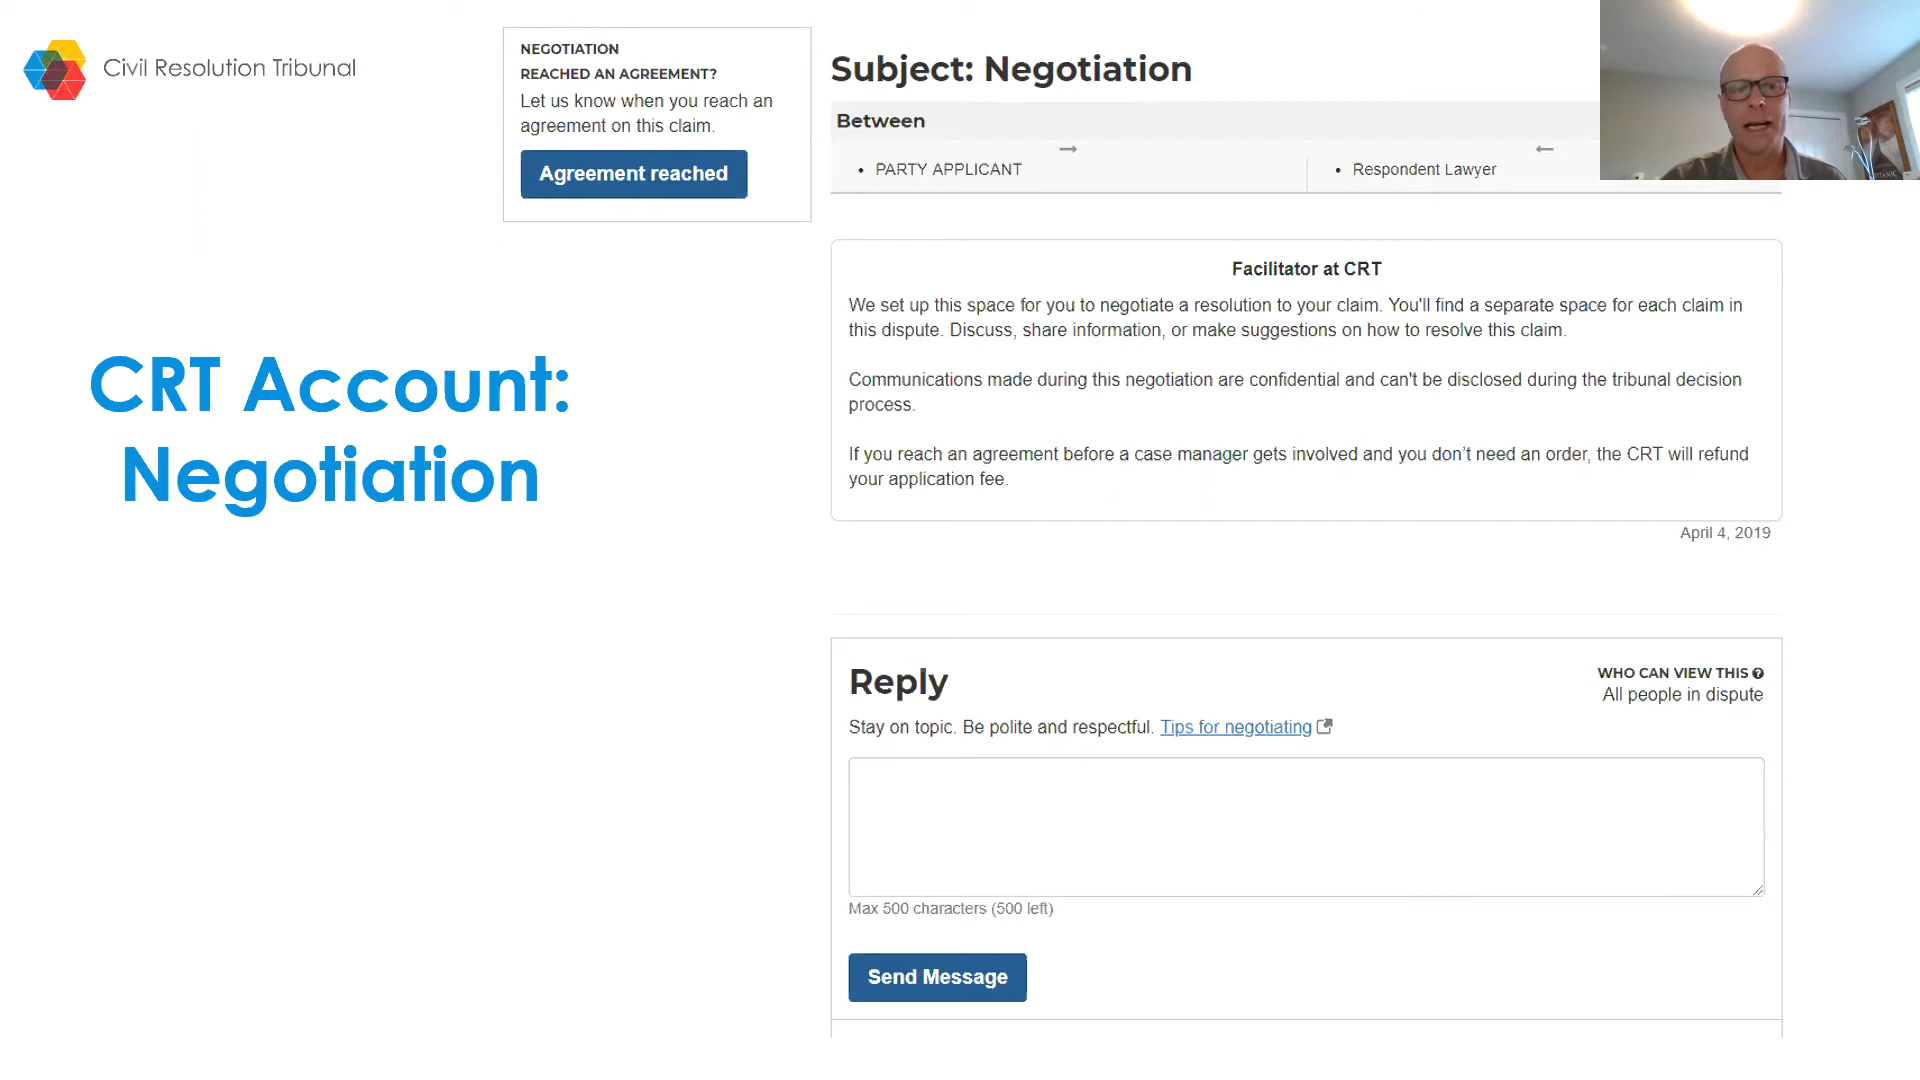 Civil Resolution Tribunal
NEGOTIATION
REACHED AN AGREEMENT?
Let us know when you reach an
agreement on this claim.
Agreement reached
Subject: Negotiation
Between
• PARTY APPLICANT
• Respondent Lawyer
CRT Account:
Negotiation
Facilitator at CRT
We set up this space for you to negotiate a resolution to your claim. You'll find a separate space for each claim in
this dispute. Discuss, share information, or make suggestions on how to resolve this claim.
Communications made during this negotiation are confidential and can't be disclosed during the tribunal decision
process.
If you reach an agreement before a case manager gets involved and you don’t need an order, the CRT will refund
your application fee.
April 4, 2019
Reply
WHO CAN VIEW THIS
All people in dispute
Stay on topic. Be polite and respectful. Tips for negotiating
Max 500 characters (500 left)
Send Message